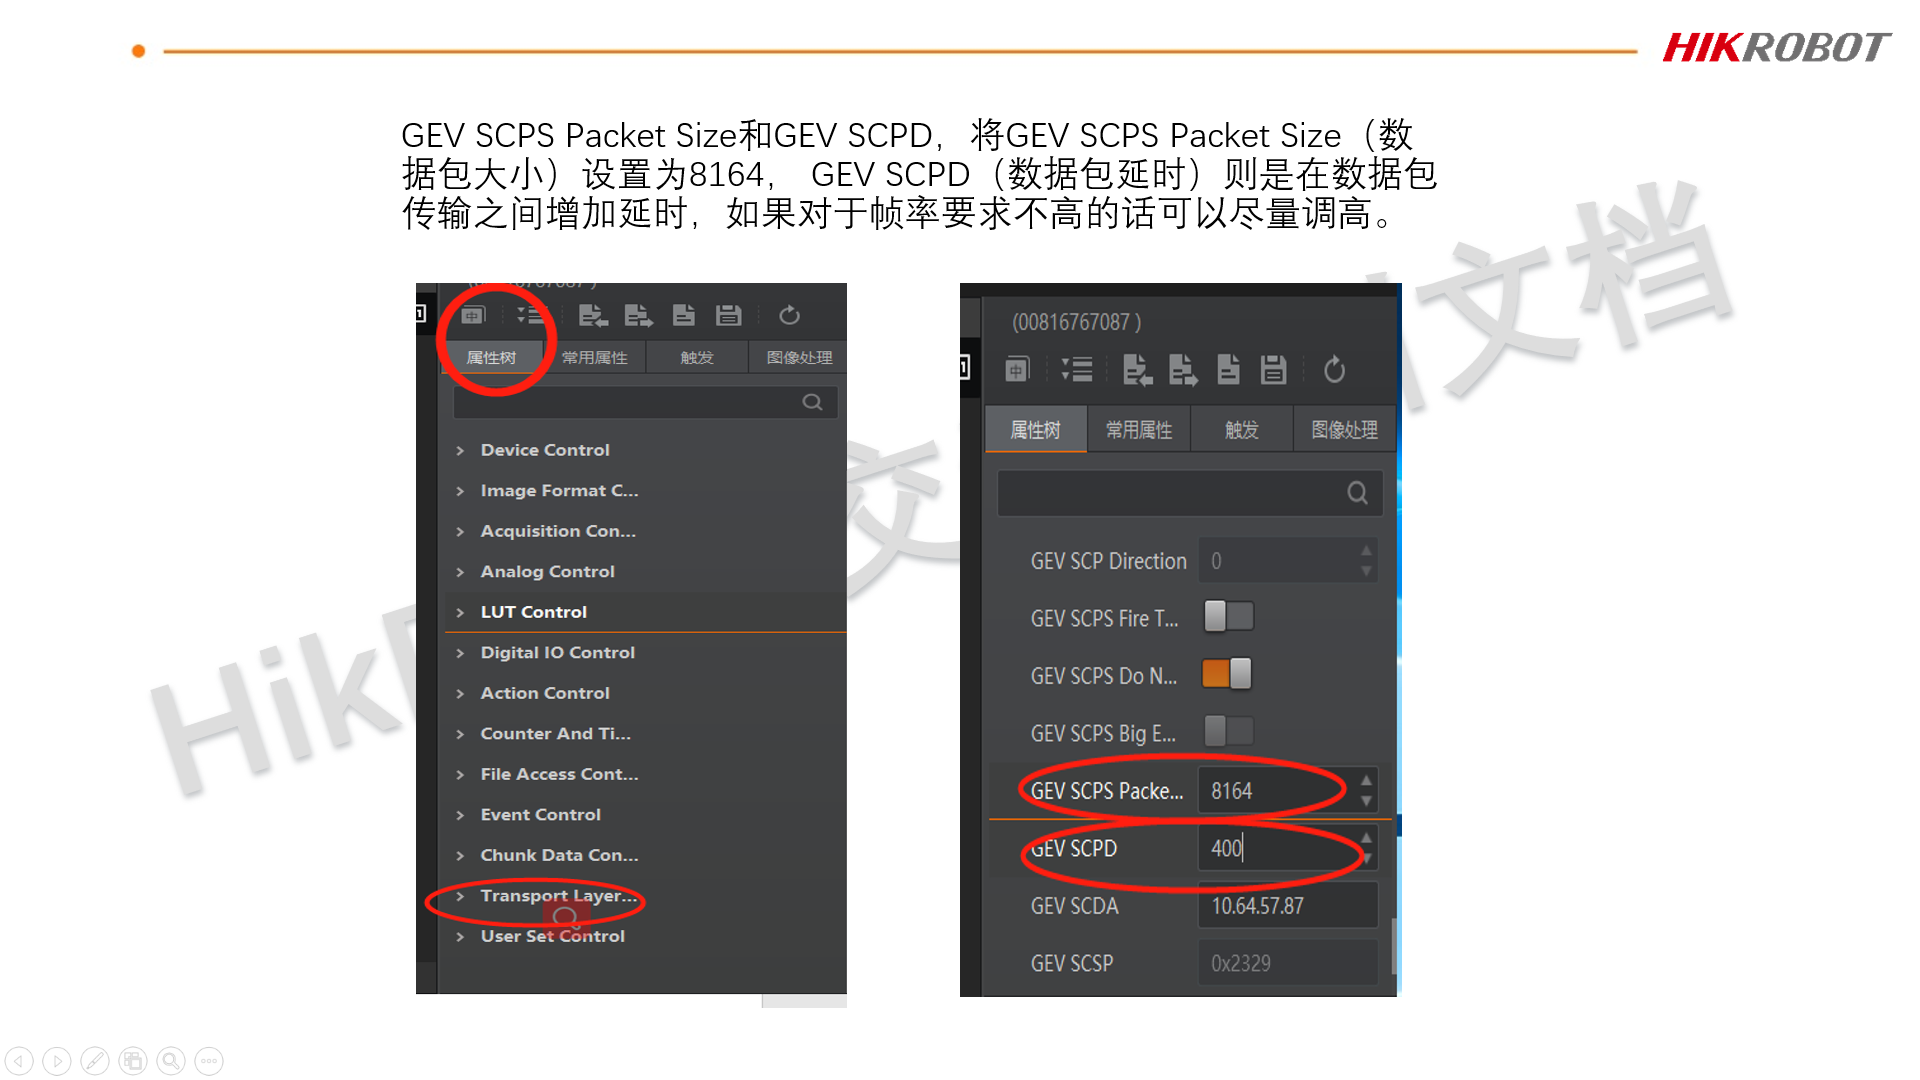 HIKROBOT
GEV SCPS Packet Size和GEV SCPD，将GEV SCPS Packet Size（数
据包大小）设置为8164， GEV SCPD（数据包延时）则是在数据包
传输之间增加延时，如果对于帧率要求不高的话可以尽量调高。
中
属性树 常用属性 触发 图像处理
Device Control
Image Format C...
Acquisition Con...
Analog Control
LUT Control
Digital IO Control
Action Control
Counter And Ti...
File Access Cont...
Event Control
Chunk Data Con...
Transport Layer...
User Set Control
(00816767087 )
中
属性树 常用属性 触发 图像处理
GEV SCP Direction 0
GEV SCPS Fire T...
GEV SCPS Do N...
GEV SCPS Big E...
GEV SCPS Packe... 8164
GEV SCPD 400
GEV SCDA 10.64.57.87
GEV SCSP 0x2329
文档
交
Hik